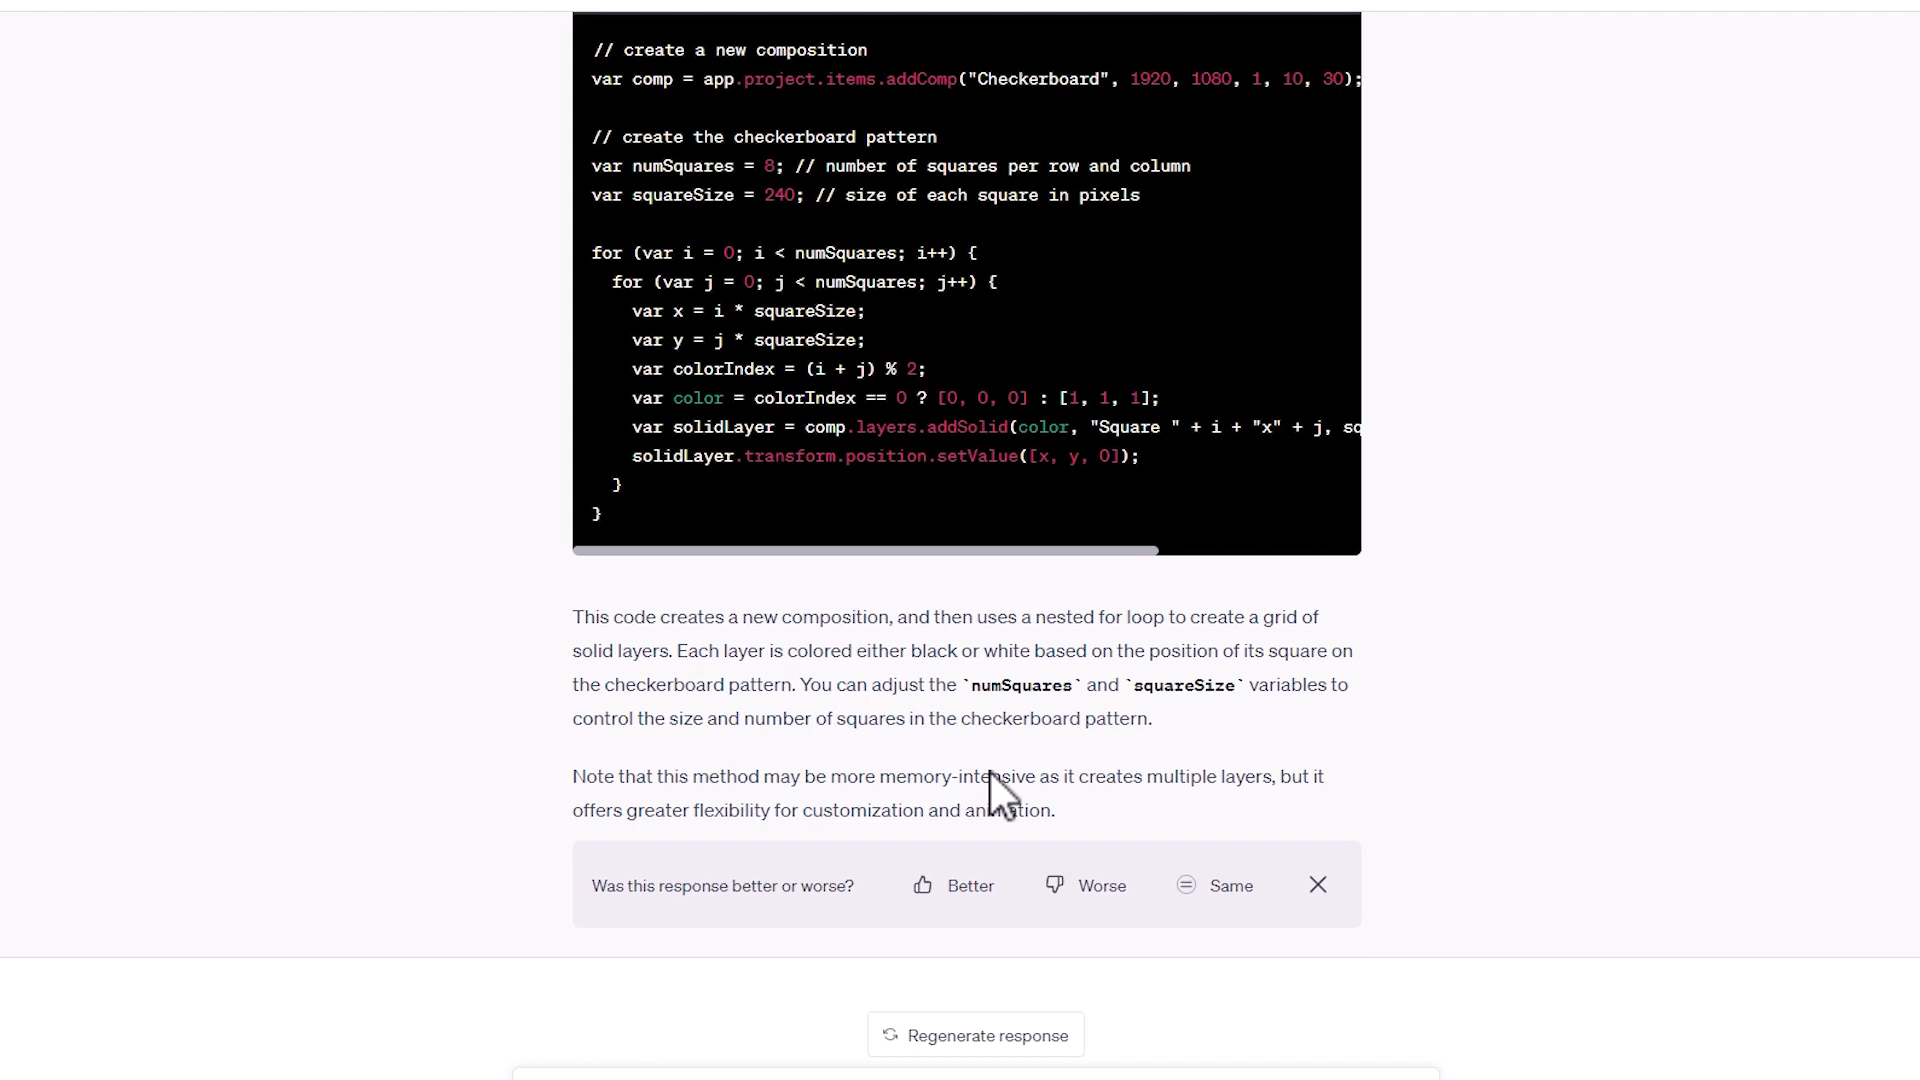 // create a new composition
var comp = app.project.items.addComp("Checkerboard", 1920, 1080, 1, 10, 30);
// create the checkerboard pattern
var numSquares = 8; // number of squares per row and column
var squareSize = 240; // size of each square in pixels
for (var i = 0; i < numSquares; i++) {
for (var j = 0; j < numSquares; j++) {
var x = i * squareSize;
var y = j * squareSize;
var colorIndex = (i + j) % 2;
var color = colorIndex == 0 ? [0, 0, 0] : [1, 1, 1];
var solidLayer = comp.layers.addSolid(color, "Square " + i + "x" + j, sq
solidLayer.transform.position.setValue([x, y, 0]);
}
}
This code creates a new composition, and then uses a nested for loop to create a grid of
solid layers. Each layer is colored either black or white based on the position of its square on
the checkerboard pattern. You can adjust the `numSquares` and `squareSize` variables to
control the size and number of squares in the checkerboard pattern.
Note that this method may be more memory-intensive as it creates multiple layers, but it
offers greater flexibility for customization and animation.
Was this response better or worse? Better Worse Same
Regenerate response